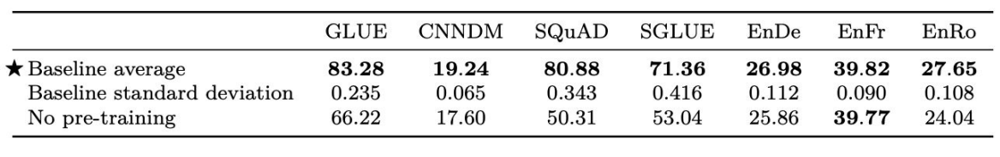 GLUE CNNDM SQuAD SGLUE EnDe EnFr EnRo
★ Baseline average 83.28 19.24 80.88 71.36 26.98 39.82 27.65
Baseline standard deviation 0.235 0.065 0.343 0.416 0.112 0.090 0.108
No pre-training 66.22 17.60 50.31 53.04 25.86 39.77 24.04